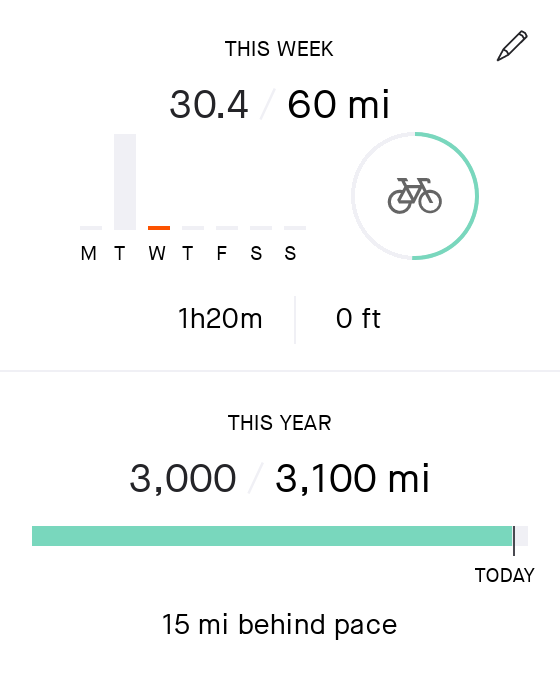 THIS WEEK
30.4 / 60 mi
M T W T F S S
1h20m | 0 ft
THIS YEAR
3,000 / 3,100 mi
TODAY
15 mi behind pace